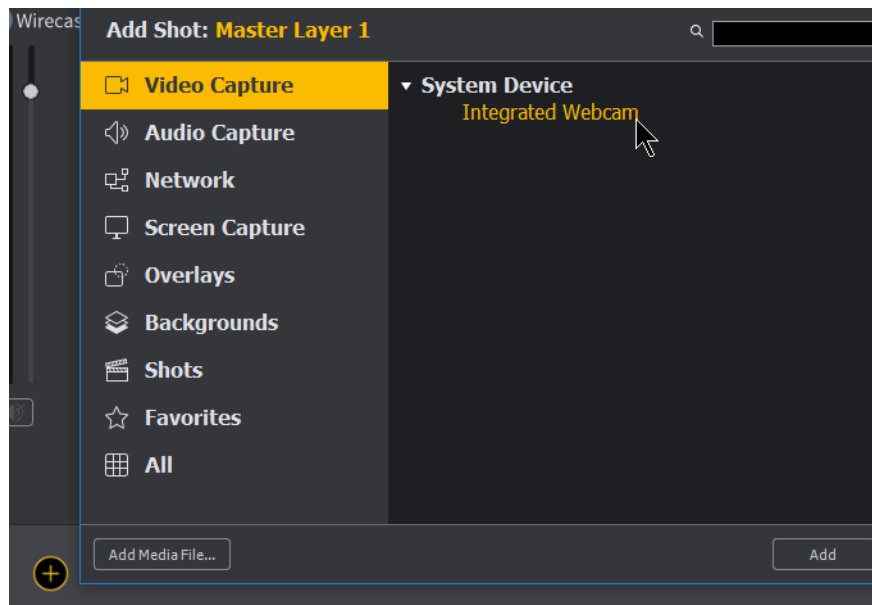 Wirecas
Add Shot: Master Layer 1
Video Capture
Audio Capture
Network
Screen Capture
Overlays
Backgrounds
Shots
Favorites
All
System Device
Integrated Webcam
Add Media File...
Add